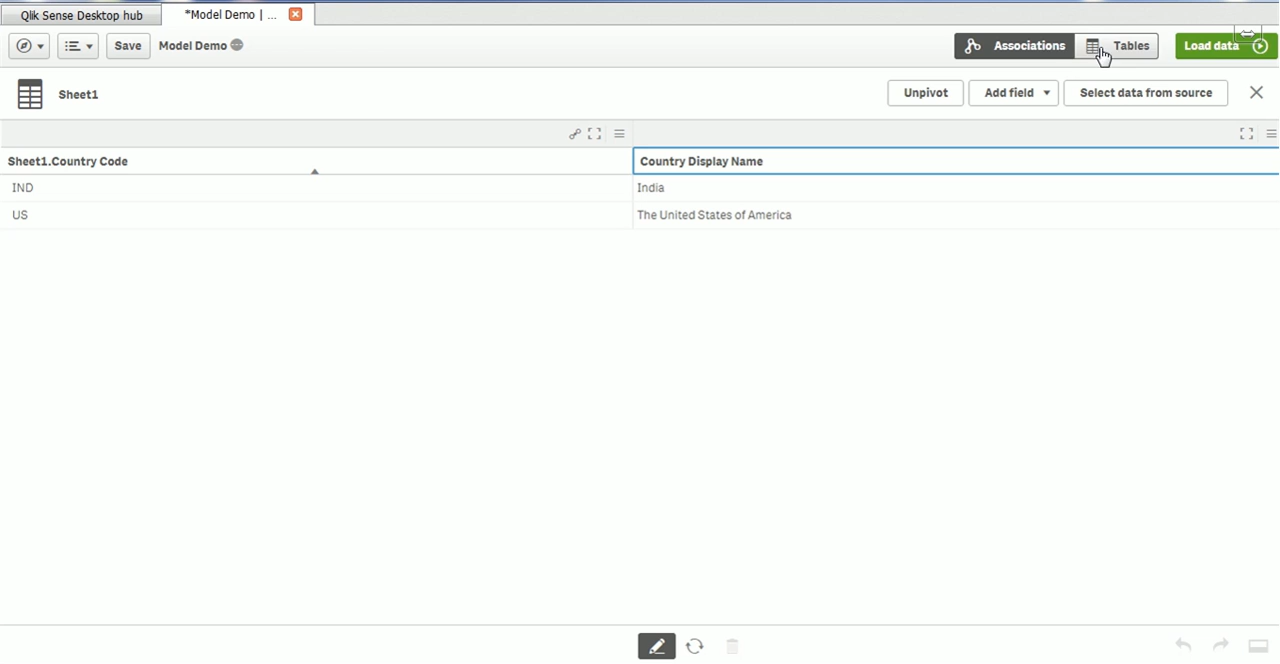 Qlik Sense Desktop hub
*Model Demo | ...
Save
Model Demo
Associations
Tables
Load data
Sheet1
Unpivot
Add field
Select data from source
Sheet1.Country Code
Country Display Name
IND
India
US
The United States of America